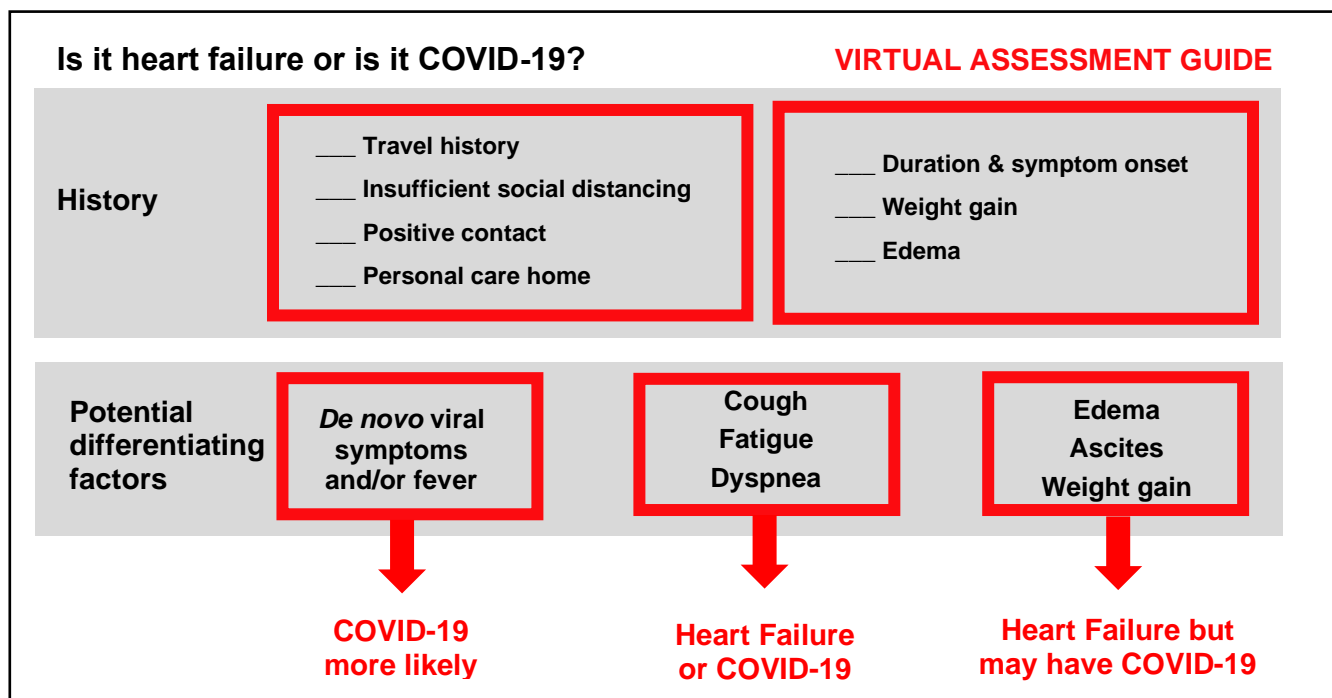 Is it heart failure or is it COVID-19?
VIRTUAL ASSESSMENT GUIDE
History
___ Travel history
___ Insufficient social distancing
___ Positive contact
___ Personal care home
___ Duration & symptom onset
___ Weight gain
___ Edema
Potential
differentiating
factors
De novo viral
symptoms
and/or fever
Cough
Fatigue
Dyspnea
Edema
Ascites
Weight gain
COVID-19
more likely
Heart Failure
or COVID-19
Heart Failure but
may have COVID-19